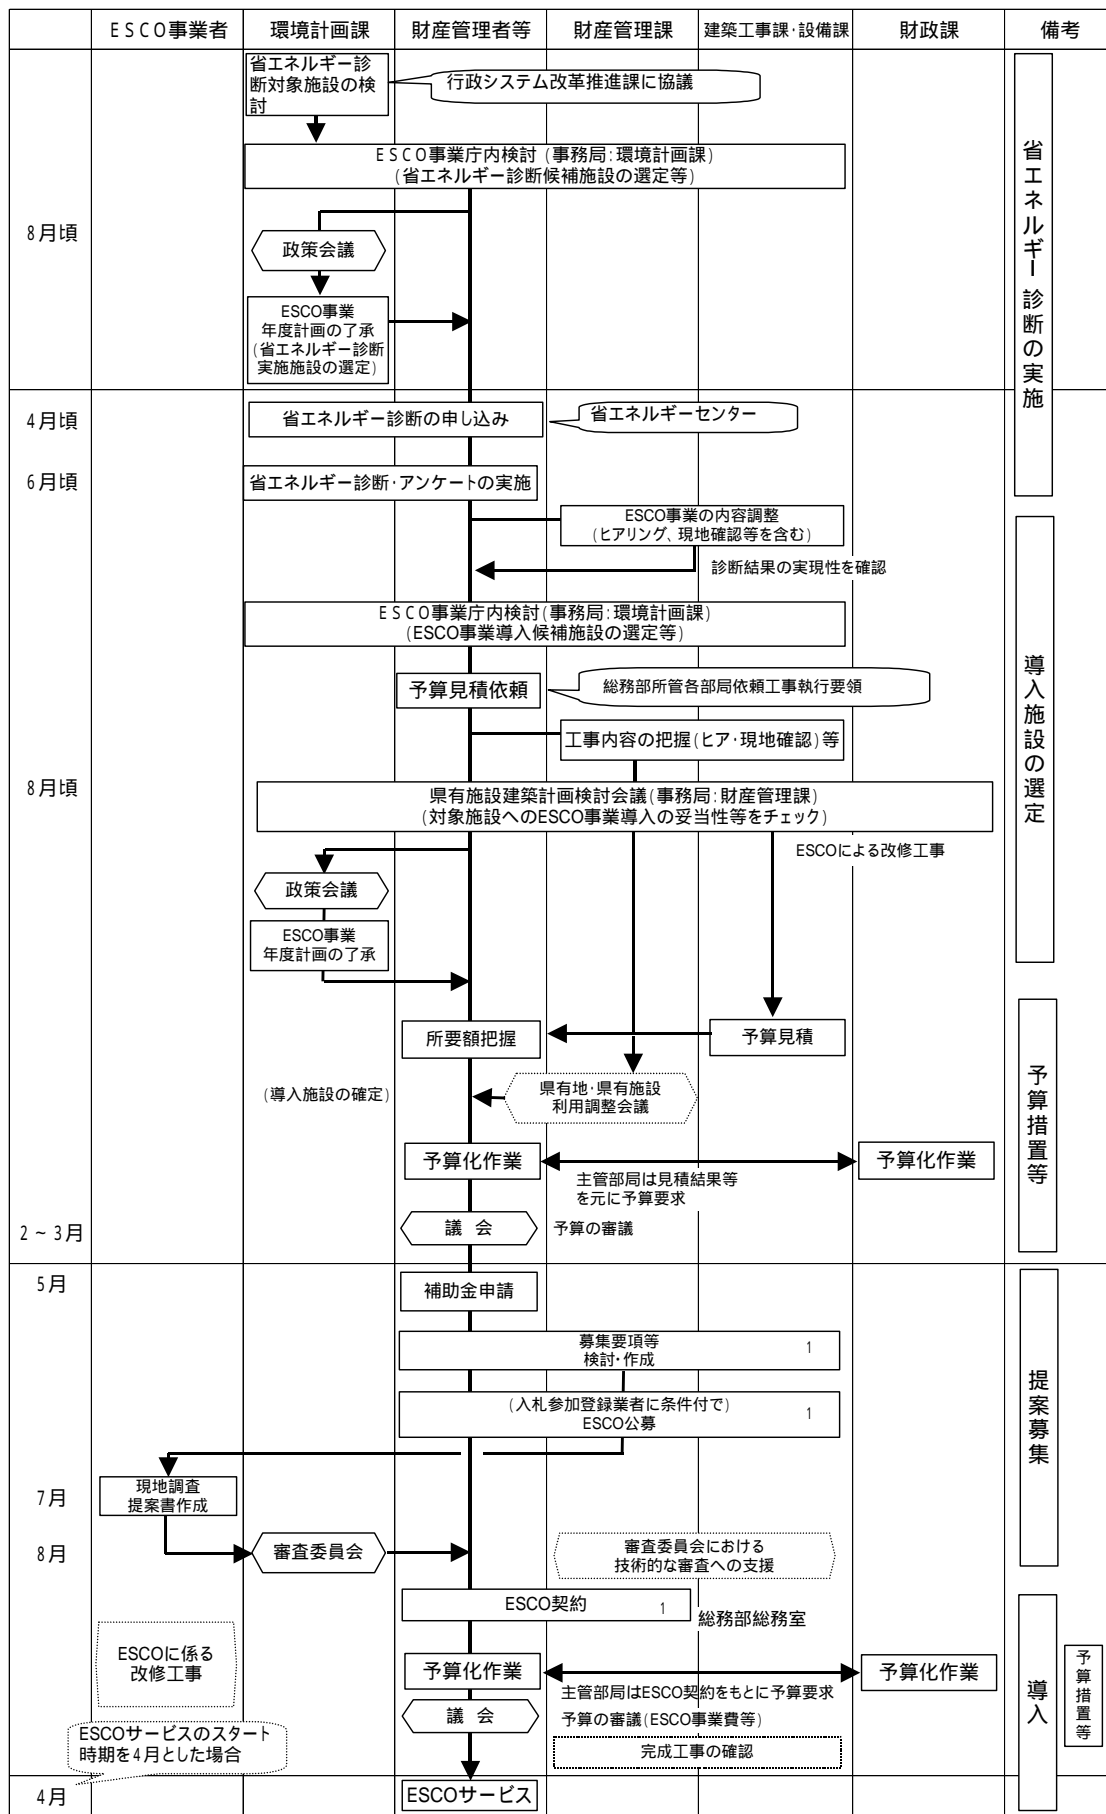 ESCO事業者
環境計画課
財産管理者等
財産管理課
建築工事課・設備課
財政課
備考
省エネルギー診
断対象施設の検
討
行政システム改革推進課に協議
ESCO事業庁内検討(事務局:環境計画課)
(省エネルギー診断候補施設の選定等)
8月頃
政策会議
ESCO事業
年度計画の了承
(省エネルギー診断
実施施設の選定)
省エネルギー診断の実施
4月頃
省エネルギー診断の申し込み
省エネルギーセンター
6月頃
省エネルギー診断・アンケートの実施
ESCO事業の内容調整
(ヒアリング、現地確認等を含む)
診断結果の実現性を確認
ESCO事業庁内検討(事務局:環境計画課)
(ESCO事業導入候補施設の選定等)
予算見積依頼
総務部所管各部局依頼工事執行要領
工事内容の把握(ヒア・現地確認)等
導入施設の選定
8月頃
県有施設建築計画検討会議(事務局:財産管理課)
(対象施設へのESCO事業導入の妥当性等をチェック)
ESCOによる改修工事
政策会議
ESCO事業
年度計画の了承
所要額把握
予算見積
(導入施設の確定)
県有地・県有施設
利用調整会議
予算措置等
予算化作業
予算化作業
主管部局は見積結果等
を元に予算要求
2~3月
議 会
予算の審議
5月
補助金申請
募集要項等
検討・作成
1
(入札参加登録業者に条件付で)
ESCO公募
1
提案募集
7月
現地調査
提案書作成
8月
審査委員会
審査委員会における
技術的な審査への支援
ESCO契約
1
総務部総務室
ESCOに係る
改修工事
予算化作業
予算化作業
主管部局はESCO契約をもとに予算要求
導入
予算措置等
議 会
予算の審議(ESCO事業費等)
完成工事の確認
ESCOサービスのスタート
時期を4月とした場合
4月
ESCOサービス